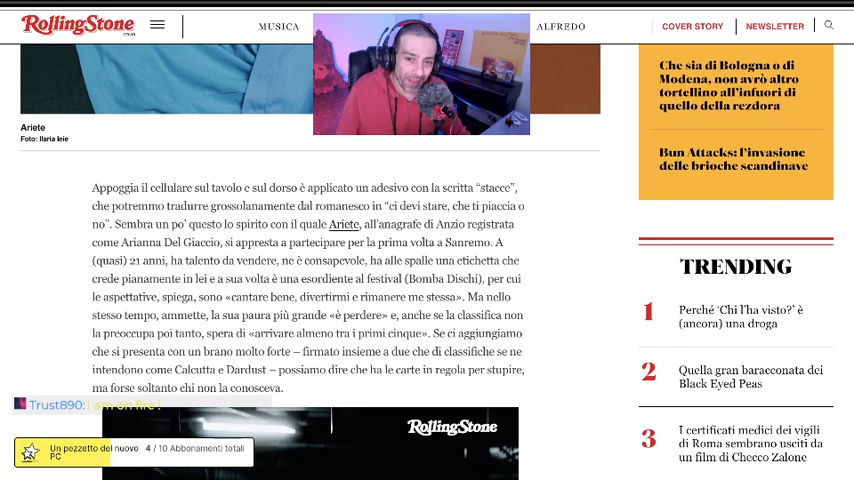 RollingStone
ITALIA
MUSICA
ALFREDO
COVER STORY
NEWSLETTER
Ariete
Foto: Ilaria Ieie
Appoggia il cellulare sul tavolo e sul dorso è applicato un adesivo con la scritta “stacce”,
che potremmo tradurre grossolanamente dal romanesco in “ci devi stare, che ti piaccia o
no”. Sembra un po’ questo lo spirito con il quale Ariete, all’anagrafe di Anzio registrata
come Arianna Del Giaccio, si appresta a partecipare per la prima volta a Sanremo. A
(quasi) 21 anni, ha talento da vendere, ne è consapevole, ha alle spalle una etichetta che
crede pianamente in lei e a sua volta è una esordiente al festival (Bomba Dischi), per cui
le aspettative, spiega, sono «cantare bene, divertirmi e rimanere me stessa». Ma nello
stesso tempo, ammette, la sua paura più grande «è perdere» e, anche se la classifica non
la preoccupa poi tanto, spera di «arrivare almeno tra i primi cinque». Se ci aggiungiamo
che si presenta con un brano molto forte – firmato insieme a due che di classifiche se ne
intendono come Calcutta e Dardust – possiamo dire che ha le carte in regola per stupire,
ma forse soltanto chi non la conosceva.
Trust890: I am on fire !
RollingStone
Un pezzetto del nuovo PC
4 / 10 Abbonamenti totali
Che sia di Bologna o di
Modena, non avrò altro
tortellino all’infuori di
quello della rezdora
Bun Attacks: l’invasione
delle brioche scandinave
TRENDING
1 Perché ‘Chi l’ha visto?’ è
(ancora) una droga
2 Quella gran baracconata dei
Black Eyed Peas
3 I certificati medici dei vigili
di Roma sembrano usciti da
un film di Checco Zalone